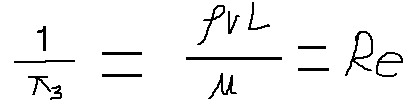 1/π₃ = ρVL/μ = Re